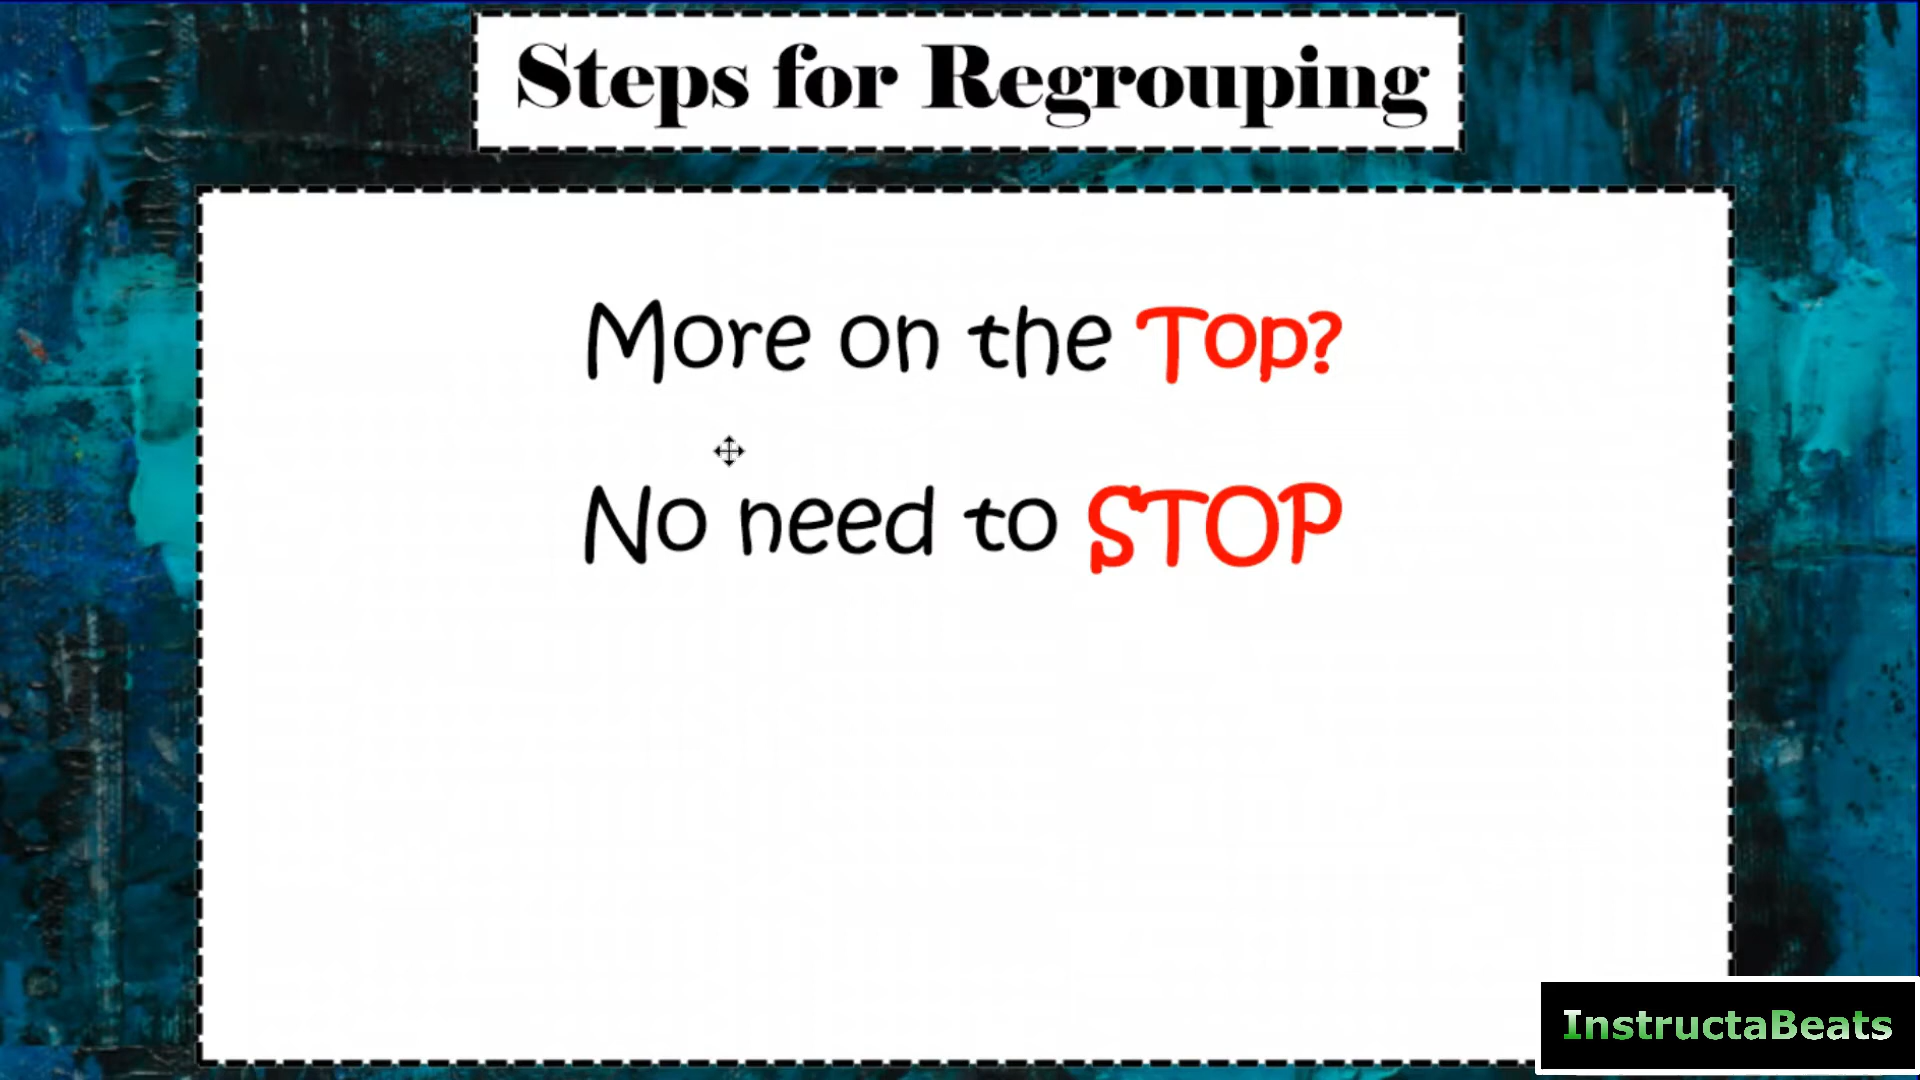 Steps for Regrouping
More on the Top?
No need to STOP
InstructaBeats